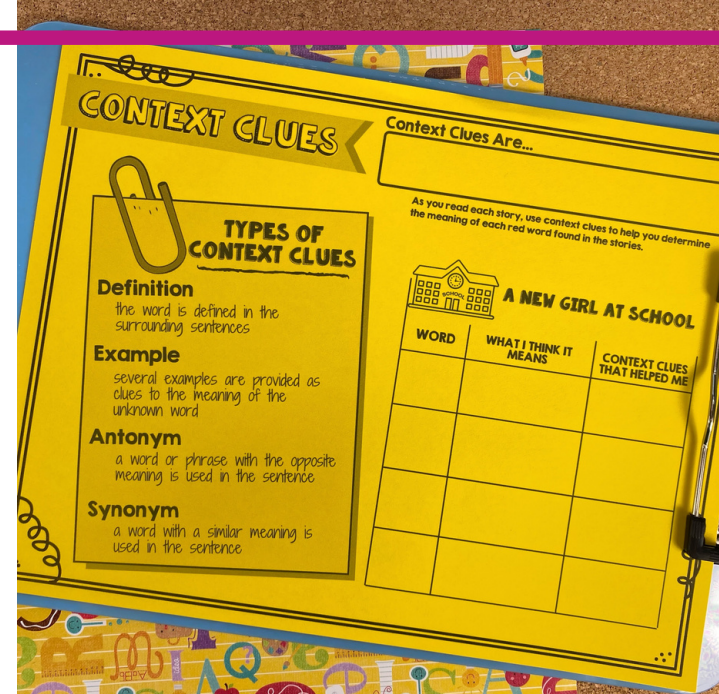 CONTEXT CLUES
TYPES OF
CONTEXT CLUES
Definition
the word is defined in the
surrounding sentences
Example
several examples are provided as
clues to the meaning of the
unknown word
Antonym
a word or phrase with the opposite
meaning is used in the sentence
Synonym
a word with a similar meaning is
used in the sentence
Context Clues Are...
As you read each story, use context clues to help you determine
the meaning of each red word found in the stories.
SCHOOL
A NEW GIRL AT SCHOOL
WORD
WHAT I THINK IT
MEANS
CONTEXT CLUES
THAT HELPED ME